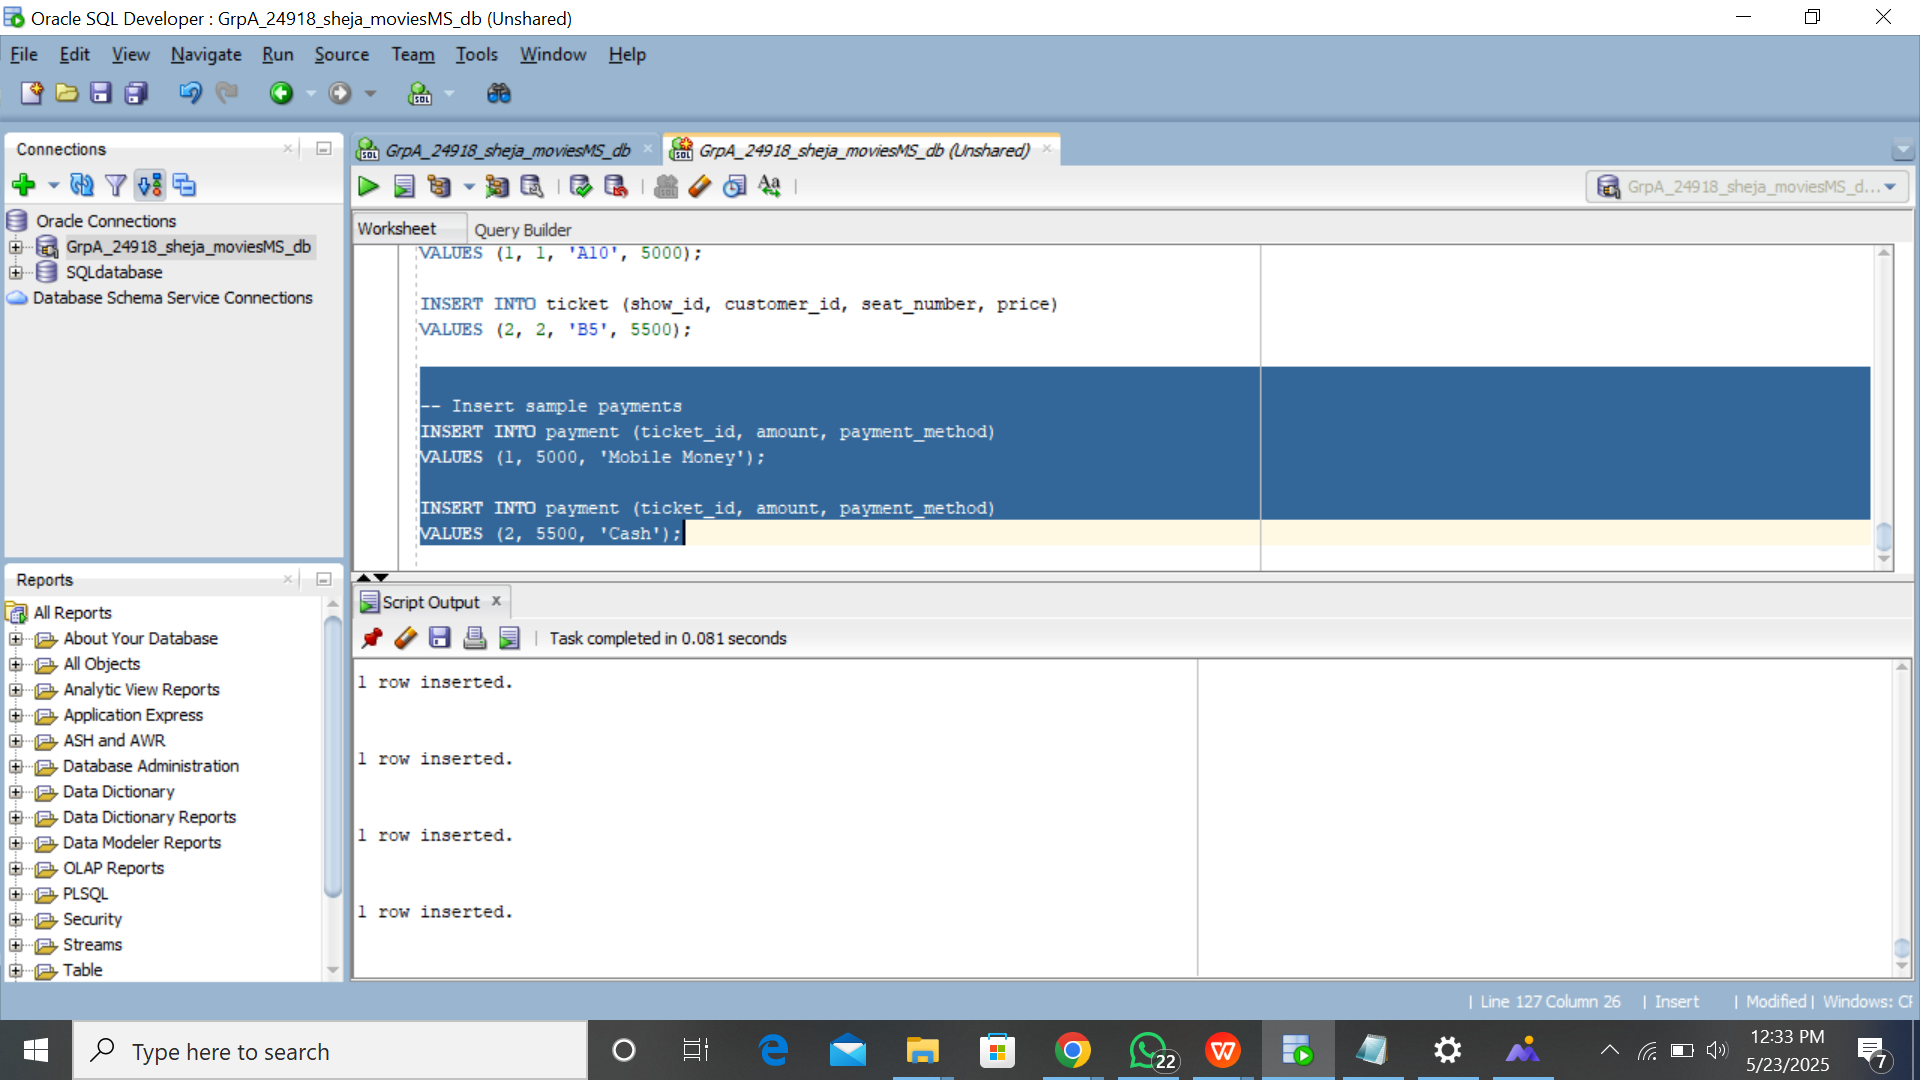 Oracle SQL Developer : GrpA_24918_sheja_moviesMS_db (Unshared)
File Edit View Navigate Run Source Team Tools Window Help
Connections
Oracle Connections
GrpA_24918_sheja_moviesMS_db
SQLdatabase
Database Schema Service Connections
Reports
All Reports
About Your Database
All Objects
Analytic View Reports
Application Express
ASH and AWR
Database Administration
Data Dictionary
Data Dictionary Reports
Data Modeler Reports
OLAP Reports
PLSQL
Security
Streams
Table
GrpA_24918_sheja_moviesMS_db
GrpA_24918_sheja_moviesMS_db (Unshared)
GrpA_24918_sheja_moviesMS_d...
Worksheet Query Builder
VALUES (1, 1, 'A10', 5000);
INSERT INTO ticket (show_id, customer_id, seat_number, price)
VALUES (2, 2, 'B5', 5500);
-- Insert sample payments
INSERT INTO payment (ticket_id, amount, payment_method)
VALUES (1, 5000, 'Mobile Money');
INSERT INTO payment (ticket_id, amount, payment_method)
VALUES (2, 5500, 'Cash');
Script Output x
Task completed in 0.081 seconds
1 row inserted.
1 row inserted.
1 row inserted.
1 row inserted.
| Line 127 Column 26 | Insert | Modified | Windows: CF
Type here to search
22
12:33 PM
5/23/2025
7